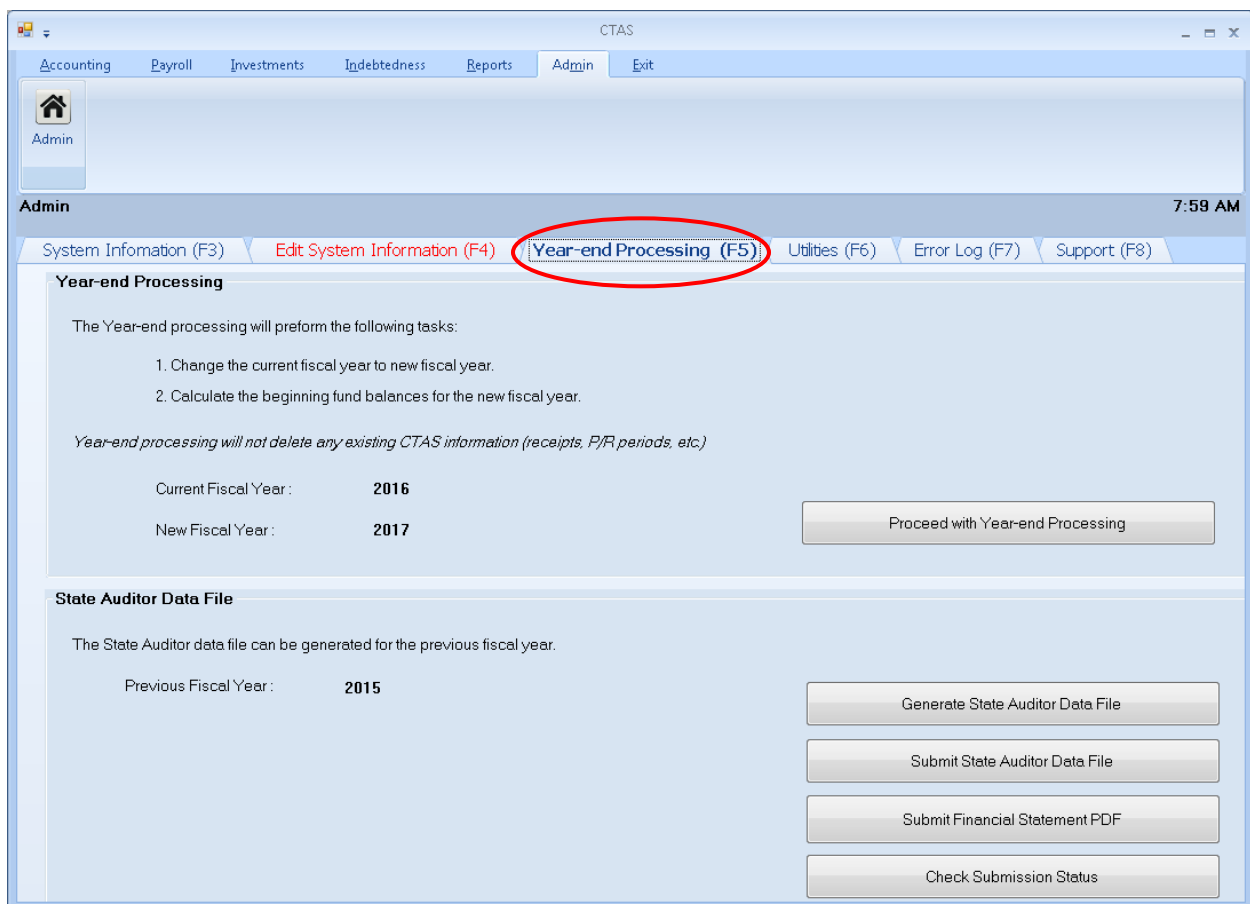 CTAS
Accounting Payroll Investments Indebtedness Reports Admin Exit
Admin
Admin 7:59 AM
System Infomation (F3) Edit System Information (F4) Year-end Processing (F5) Utilities (F6) Error Log (F7) Support (F8)
Year-end Processing
The Year-end processing will preform the following tasks:
1. Change the current fiscal year to new fiscal year.
2. Calculate the beginning fund balances for the new fiscal year.
Year-end processing will not delete any existing CTAS information (receipts, P/R periods, etc.)
Current Fiscal Year : 2016
New Fiscal Year : 2017 Proceed with Year-end Processing
State Auditor Data File
The State Auditor data file can be generated for the previous fiscal year.
Previous Fiscal Year : 2015
Generate State Auditor Data File
Submit State Auditor Data File
Submit Financial Statement PDF
Check Submission Status